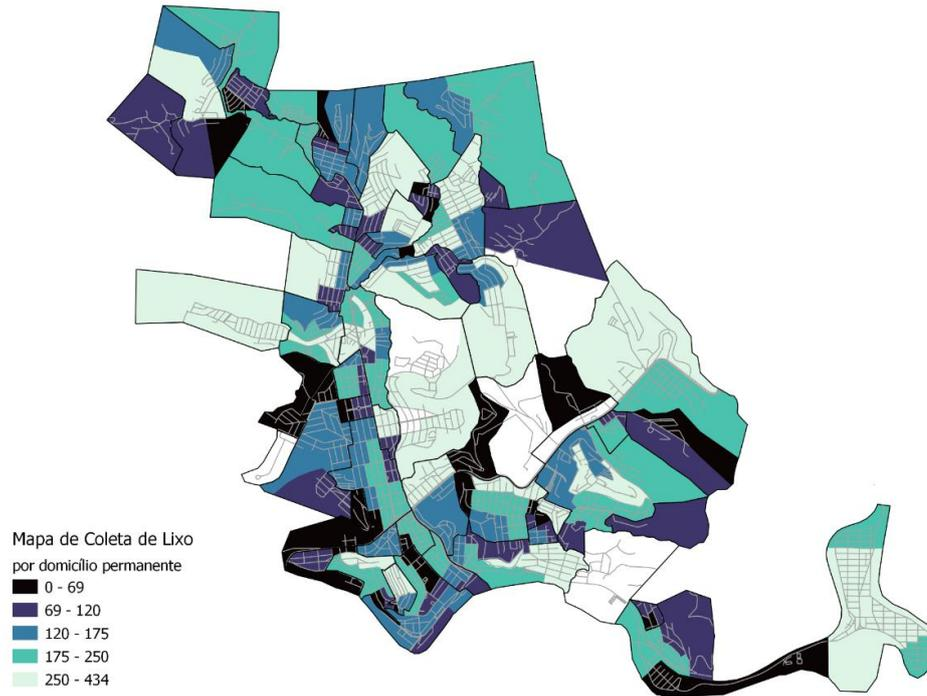 Mapa de Coleta de Lixo
por domicílio permanente
0 - 69
69 - 120
120 - 175
175 - 250
250 - 434